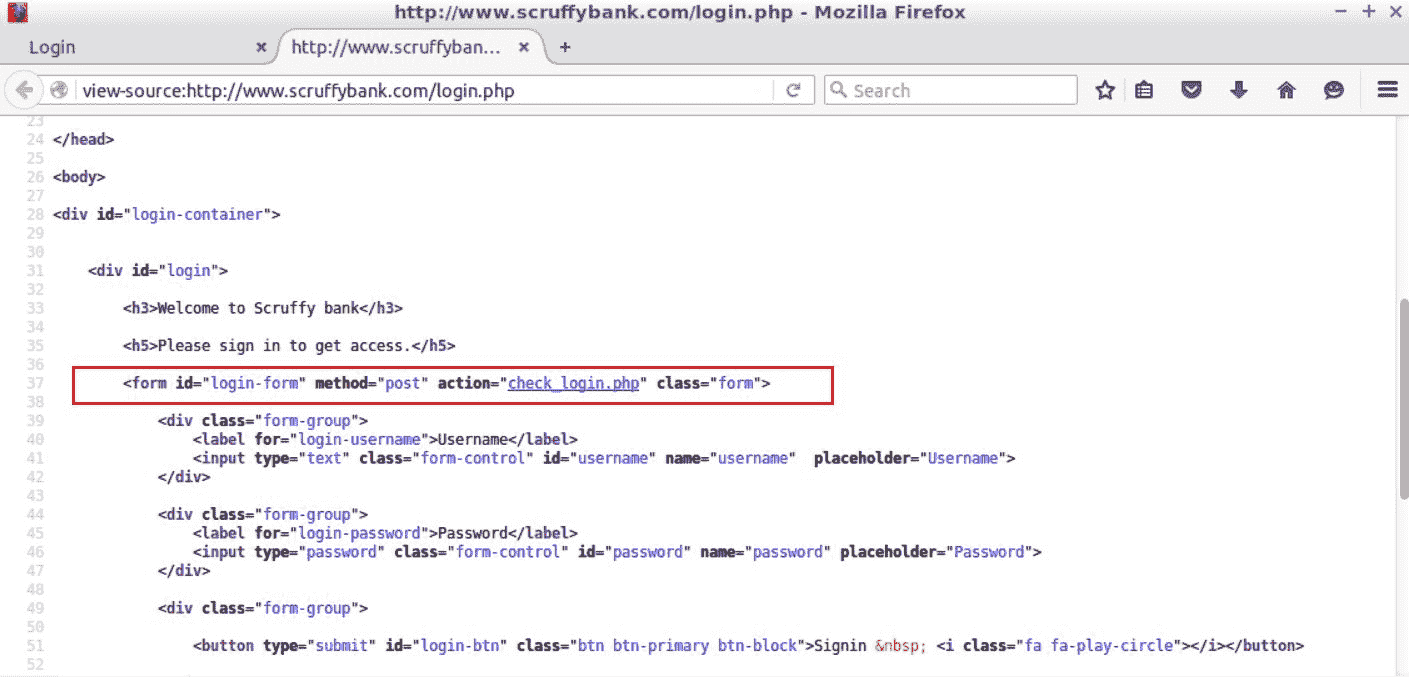 http://www.scruffybank.com/login.php - Mozilla Firefox
Login × http://www.scruffyban... × +
view-source:http://www.scruffybank.com/login.php Search
23
24 </head>
25
26 <body>
27
28 <div id="login-container">
29
30
31 <div id="login">
32
33 <h3>Welcome to Scruffy bank</h3>
34
35 <h5>Please sign in to get access.</h5>
36
37 <form id="login-form" method="post" action="check_login.php" class="form">
38
39 <div class="form-group">
40 <label for="login-username">Username</label>
41 <input type="text" class="form-control" id="username" name="username"  placeholder="Username">
42 </div>
43
44 <div class="form-group">
45 <label for="login-password">Password</label>
46 <input type="password" class="form-control" id="password" name="password" placeholder="Password">
47 </div>
48
49 <div class="form-group">
50
51 <button type="submit" id="login-btn" class="btn btn-primary btn-block">Signin &nbsp; <i class="fa fa-play-circle"></i></button>
52